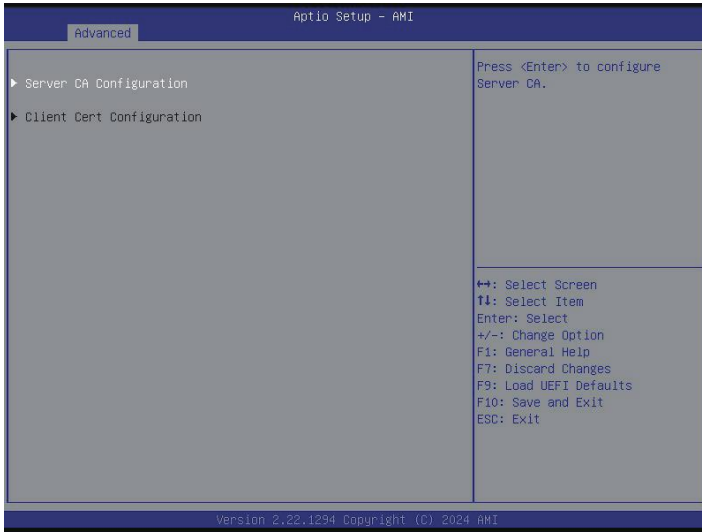 Aptio Setup - AMI
Advanced
▶ Server CA Configuration
▶ Client Cert Configuration
Press <Enter> to configure
Server CA.
↔: Select Screen
↑↓: Select Item
Enter: Select
+/-: Change Option
F1: General Help
F7: Discard Changes
F9: Load UEFI Defaults
F10: Save and Exit
ESC: Exit
Version 2.22.1294 Copyright (C) 2024 AMI